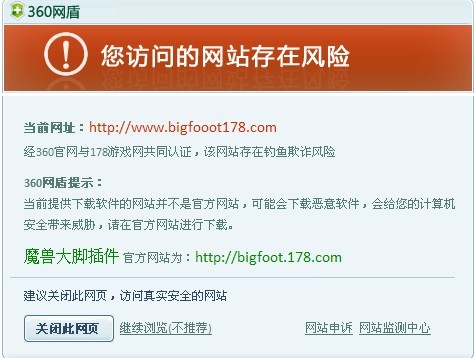 360网盾
您访问的网站存在风险
当前网址：http://www.bigfooot178.com
经360官网与178游戏网共同认证，该网站存在钓鱼欺诈风险
360网盾提示：
当前提供下载软件的网站并不是官方网站，可能会下载恶意软件，会给您的计算机
安全带来威胁，请在官方网站进行下载。
魔兽大脚插件 官方网站为：http://bigfoot.178.com
建议关闭此网页，访问真实安全的网站
关闭此网页 继续浏览(不推荐) 网站申诉 网站监测中心